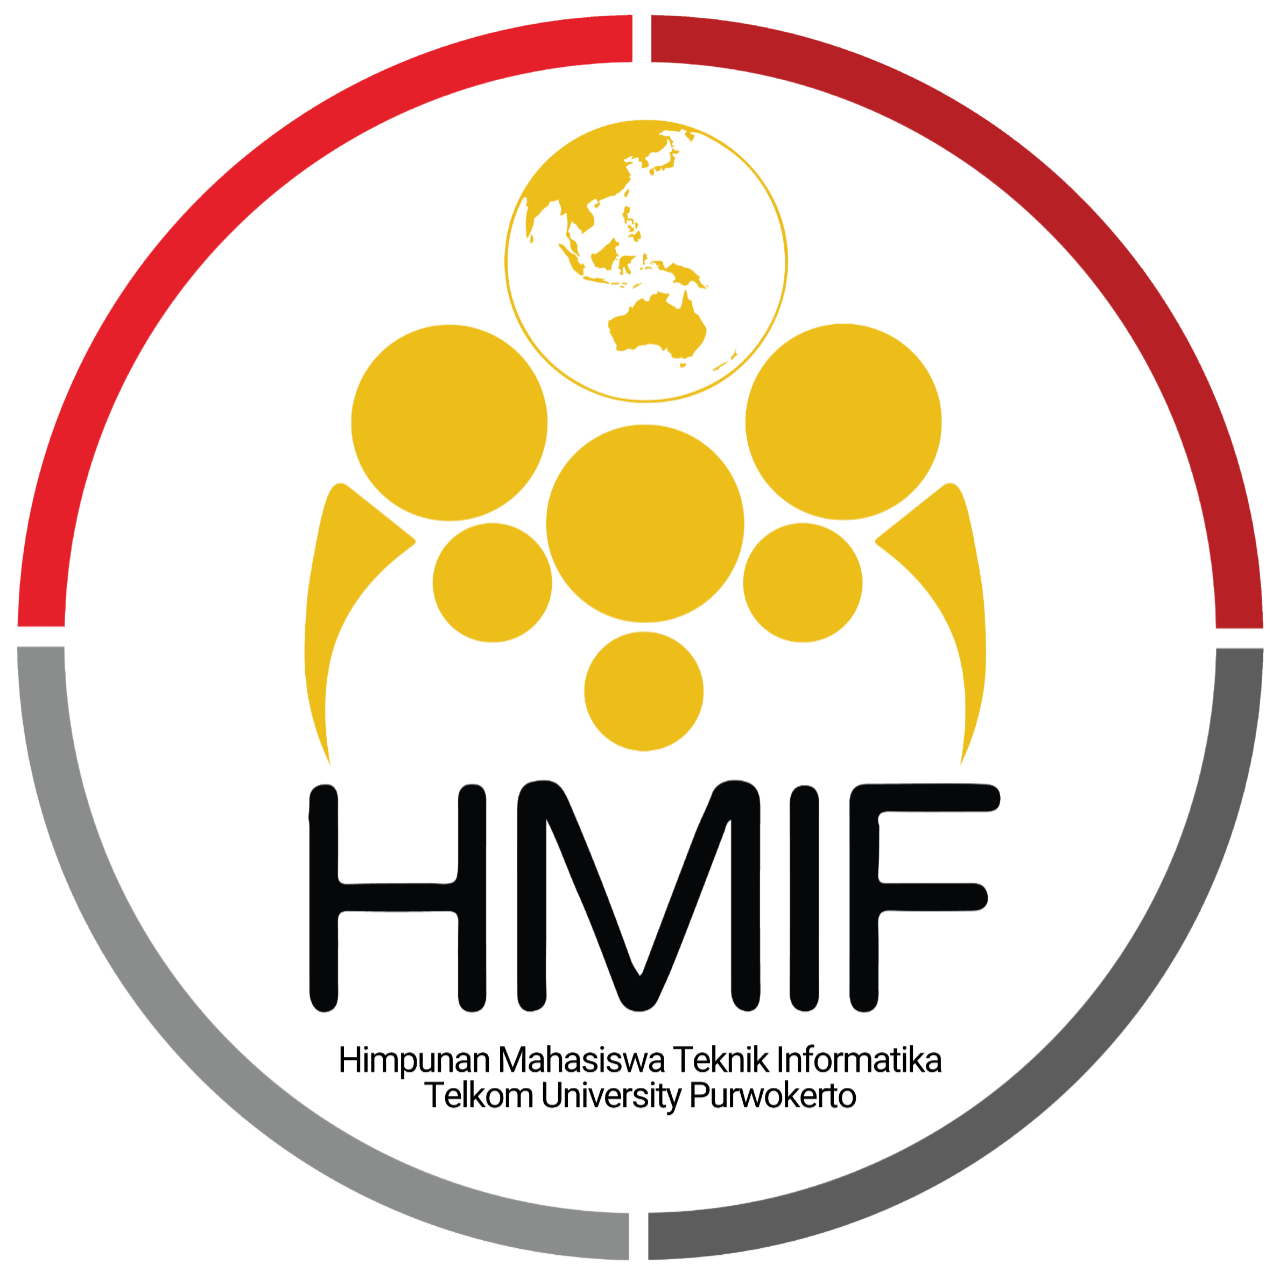 HMIF
Himpunan Mahasiswa Teknik Informatika
Telkom University Purwokerto